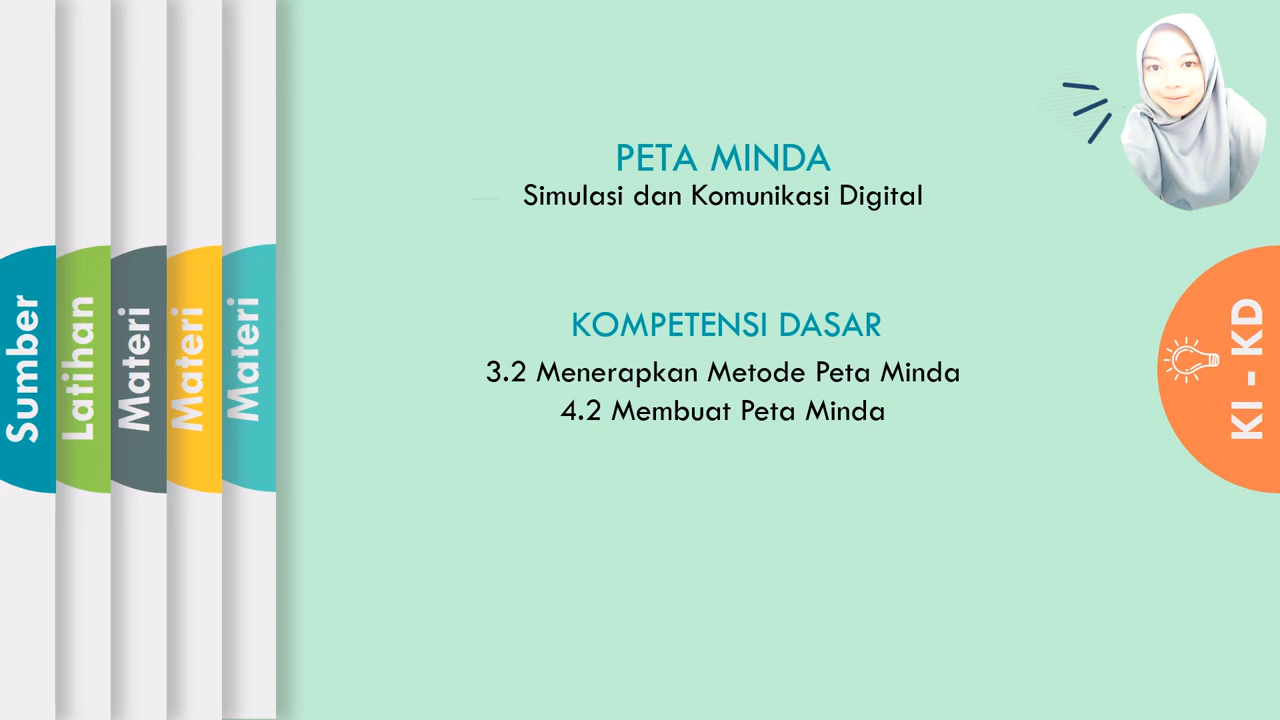 PETA MINDA
Simulasi dan Komunikasi Digital
KOMPETENSI DASAR
3.2 Menerapkan Metode Peta Minda
4.2 Membuat Peta Minda
Sumber
Latihan
Materi
Materi
Materi
KI - KD